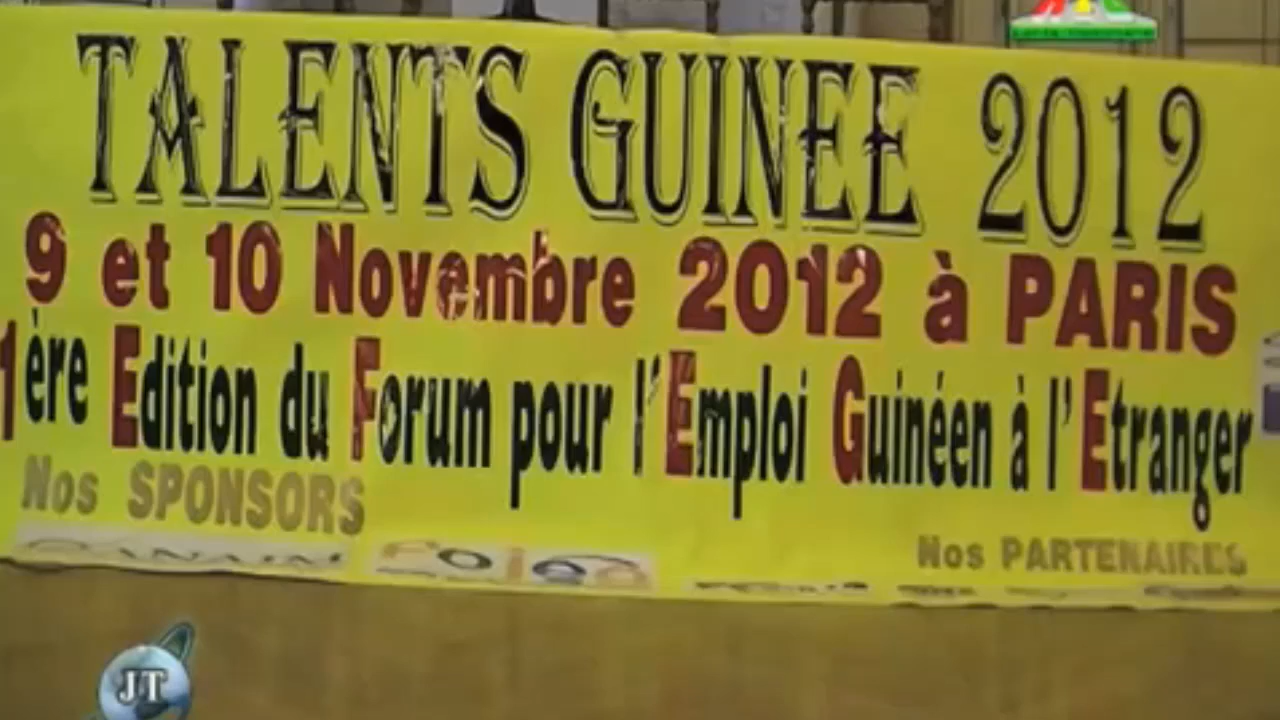 TALENTS GUINEE 2012
9 et 10 Novembre 2012 à PARIS
1ère Edition du Forum pour l'Emploi Guinéen à l'Etranger
Nos SPONSORS
Nos PARTENAIRES
JT